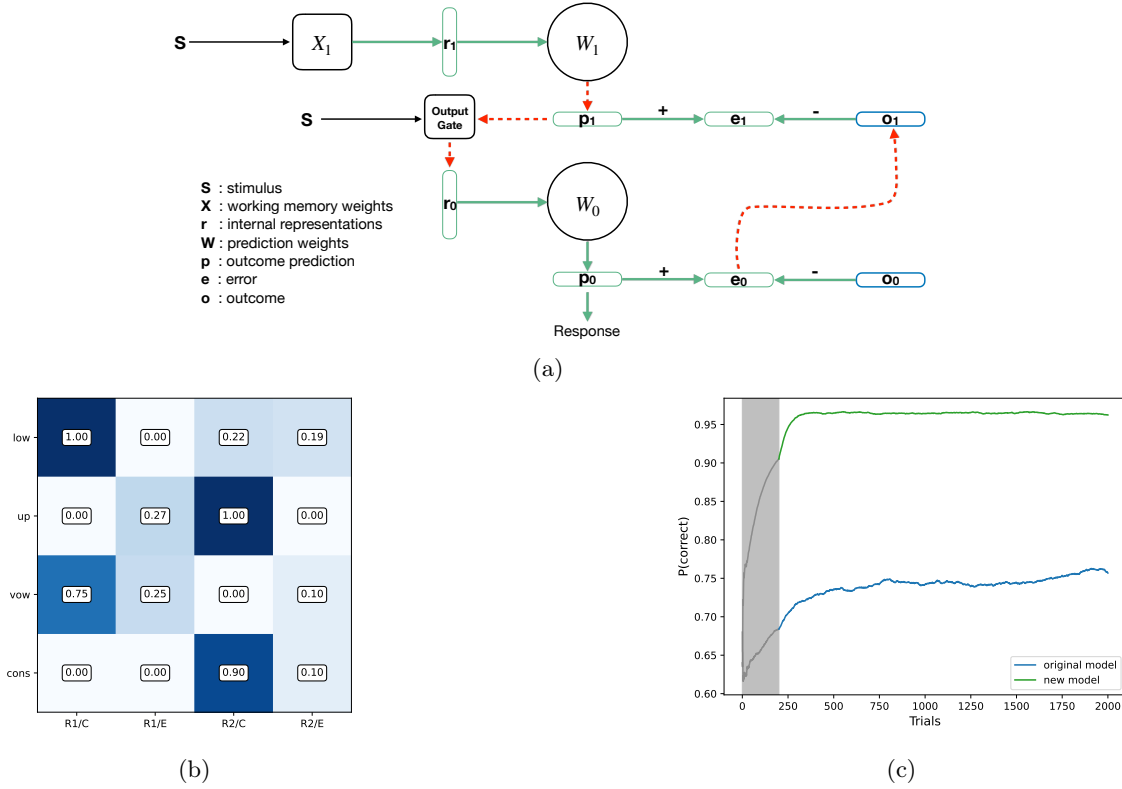 S
X1
r1
W1
S
Output
Gate
p1
+
e1
-
o1
S : stimulus
X : working memory weights
r : internal representations
W : prediction weights
p : outcome prediction
e : error
o : outcome
r0
W0
p0
+
e0
-
o0
Response
(a)
low
1.00
0.00
0.22
0.19
up
0.00
0.27
1.00
0.00
vow
0.75
0.25
0.00
0.10
cons
0.00
0.00
0.90
0.10
R1/C
R1/E
R2/C
R2/E
(b)
P(correct)
0.95
0.90
0.85
0.80
0.75
0.70
0.65
0.60
original model
new model
0
250
500
750
1000
1250
1500
1750
2000
Trials
(c)